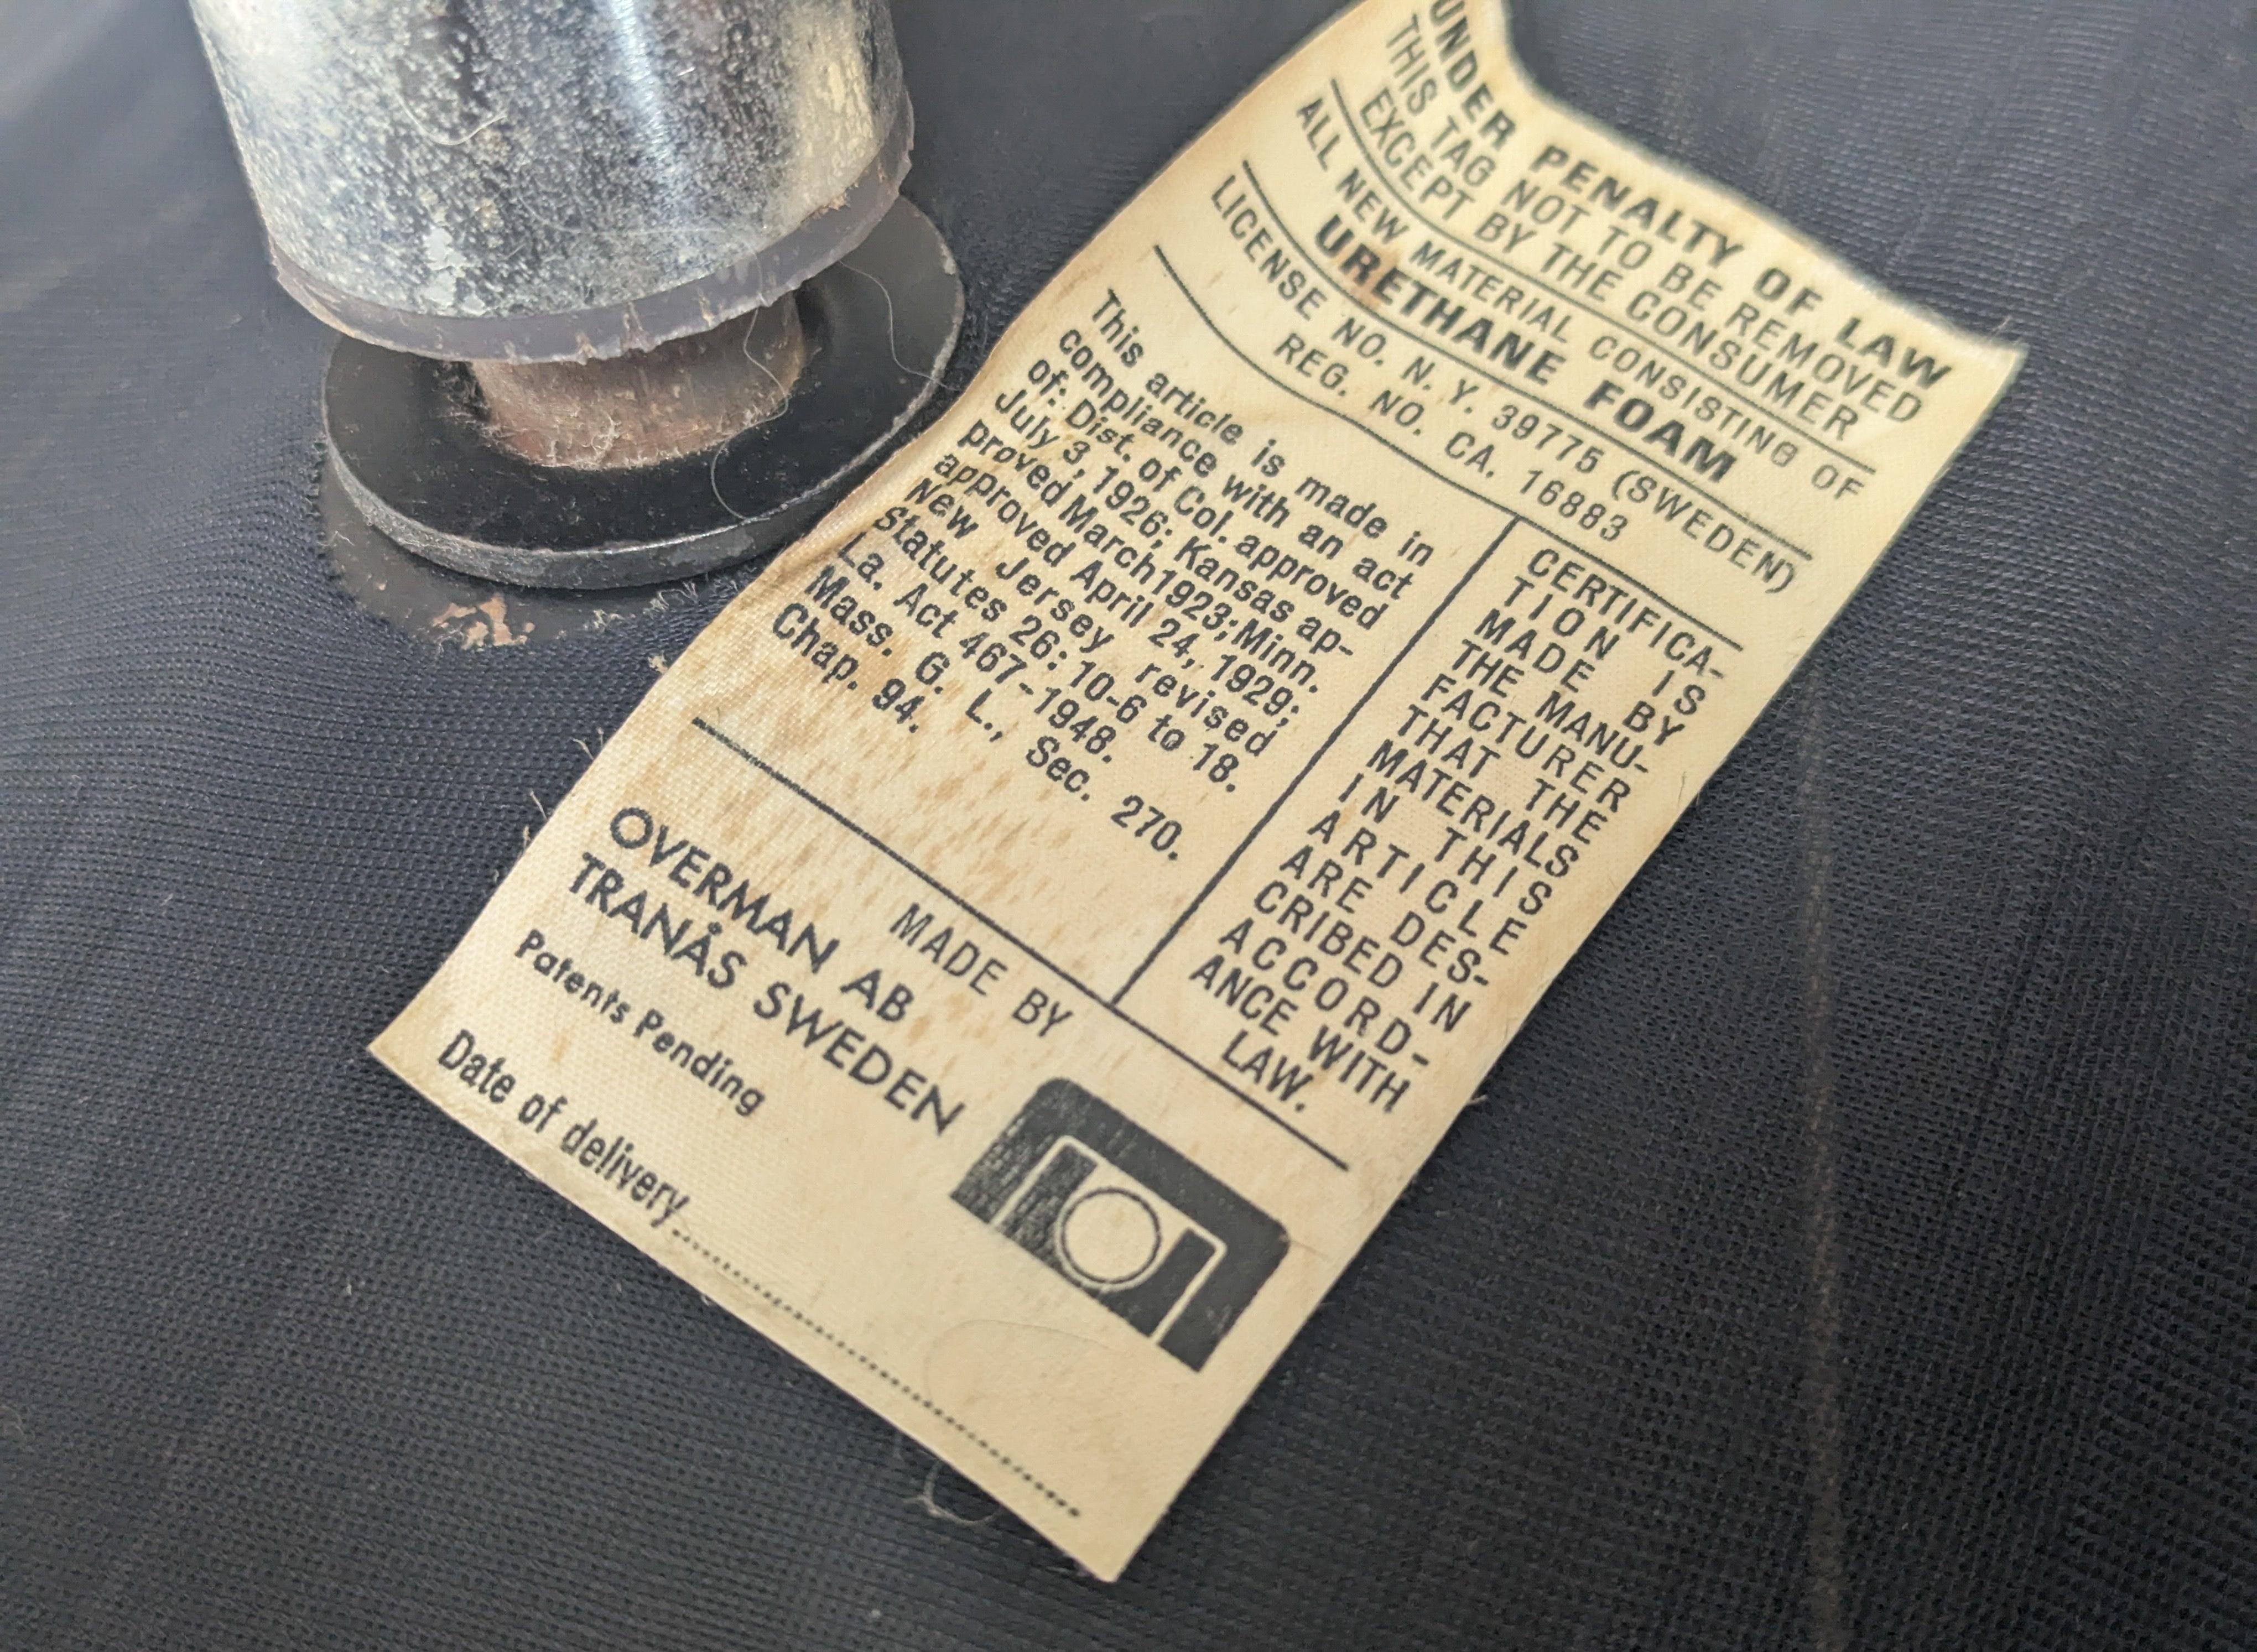 UNDER PENALTY OF LAW
THIS TAG NOT TO BE REMOVED
EXCEPT BY THE CONSUMER
ALL NEW MATERIAL CONSISTING OF
URETHANE FOAM
LICENSE NO. N. Y. 39775 (SWEDEN)
REG. NO. CA. 16883
This article is made in
compliance with an act
of: Dist. of Col. approved
July 3, 1926; Kansas ap-
proved March1923;Minn.
approved April 24, 1929;
New Jersey revised
Statutes 26: 10-6 to 18.
La. Act 467-1948.
Mass. G. L., Sec. 270.
Chap. 94.
CERTIFICA-
TION IS
MADE BY
THE MANU-
FACTURER
THAT THE
MATERIALS
IN THIS
ARTICLE
ARE DES-
CRIBED IN
ACCORD-
ANCE WITH
LAW.
MADE BY
OVERMAN AB
TRANÅS SWEDEN
Patents Pending
Date of delivery